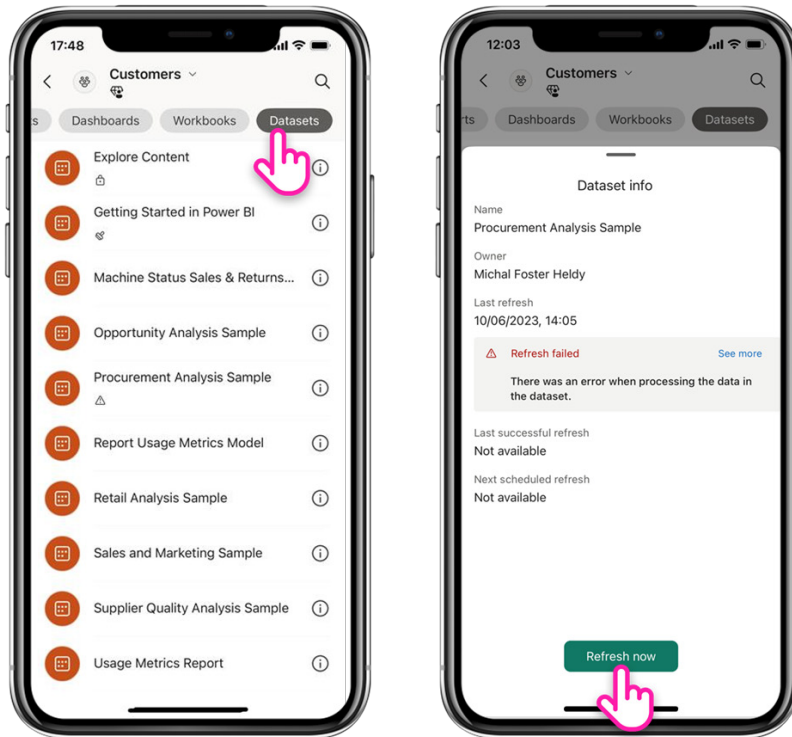 17:48
Customers
s
Dashboards
Workbooks
Datasets
Explore Content
Getting Started in Power BI
Machine Status Sales & Returns...
Opportunity Analysis Sample
Procurement Analysis Sample
Report Usage Metrics Model
Retail Analysis Sample
Sales and Marketing Sample
Supplier Quality Analysis Sample
Usage Metrics Report
12:03
Customers
rts
Dashboards
Workbooks
Datasets
Dataset info
Name
Procurement Analysis Sample
Owner
Michal Foster Heldy
Last refresh
10/06/2023, 14:05
Refresh failed
See more
There was an error when processing the data in
the dataset.
Last successful refresh
Not available
Next scheduled refresh
Not available
Refresh now